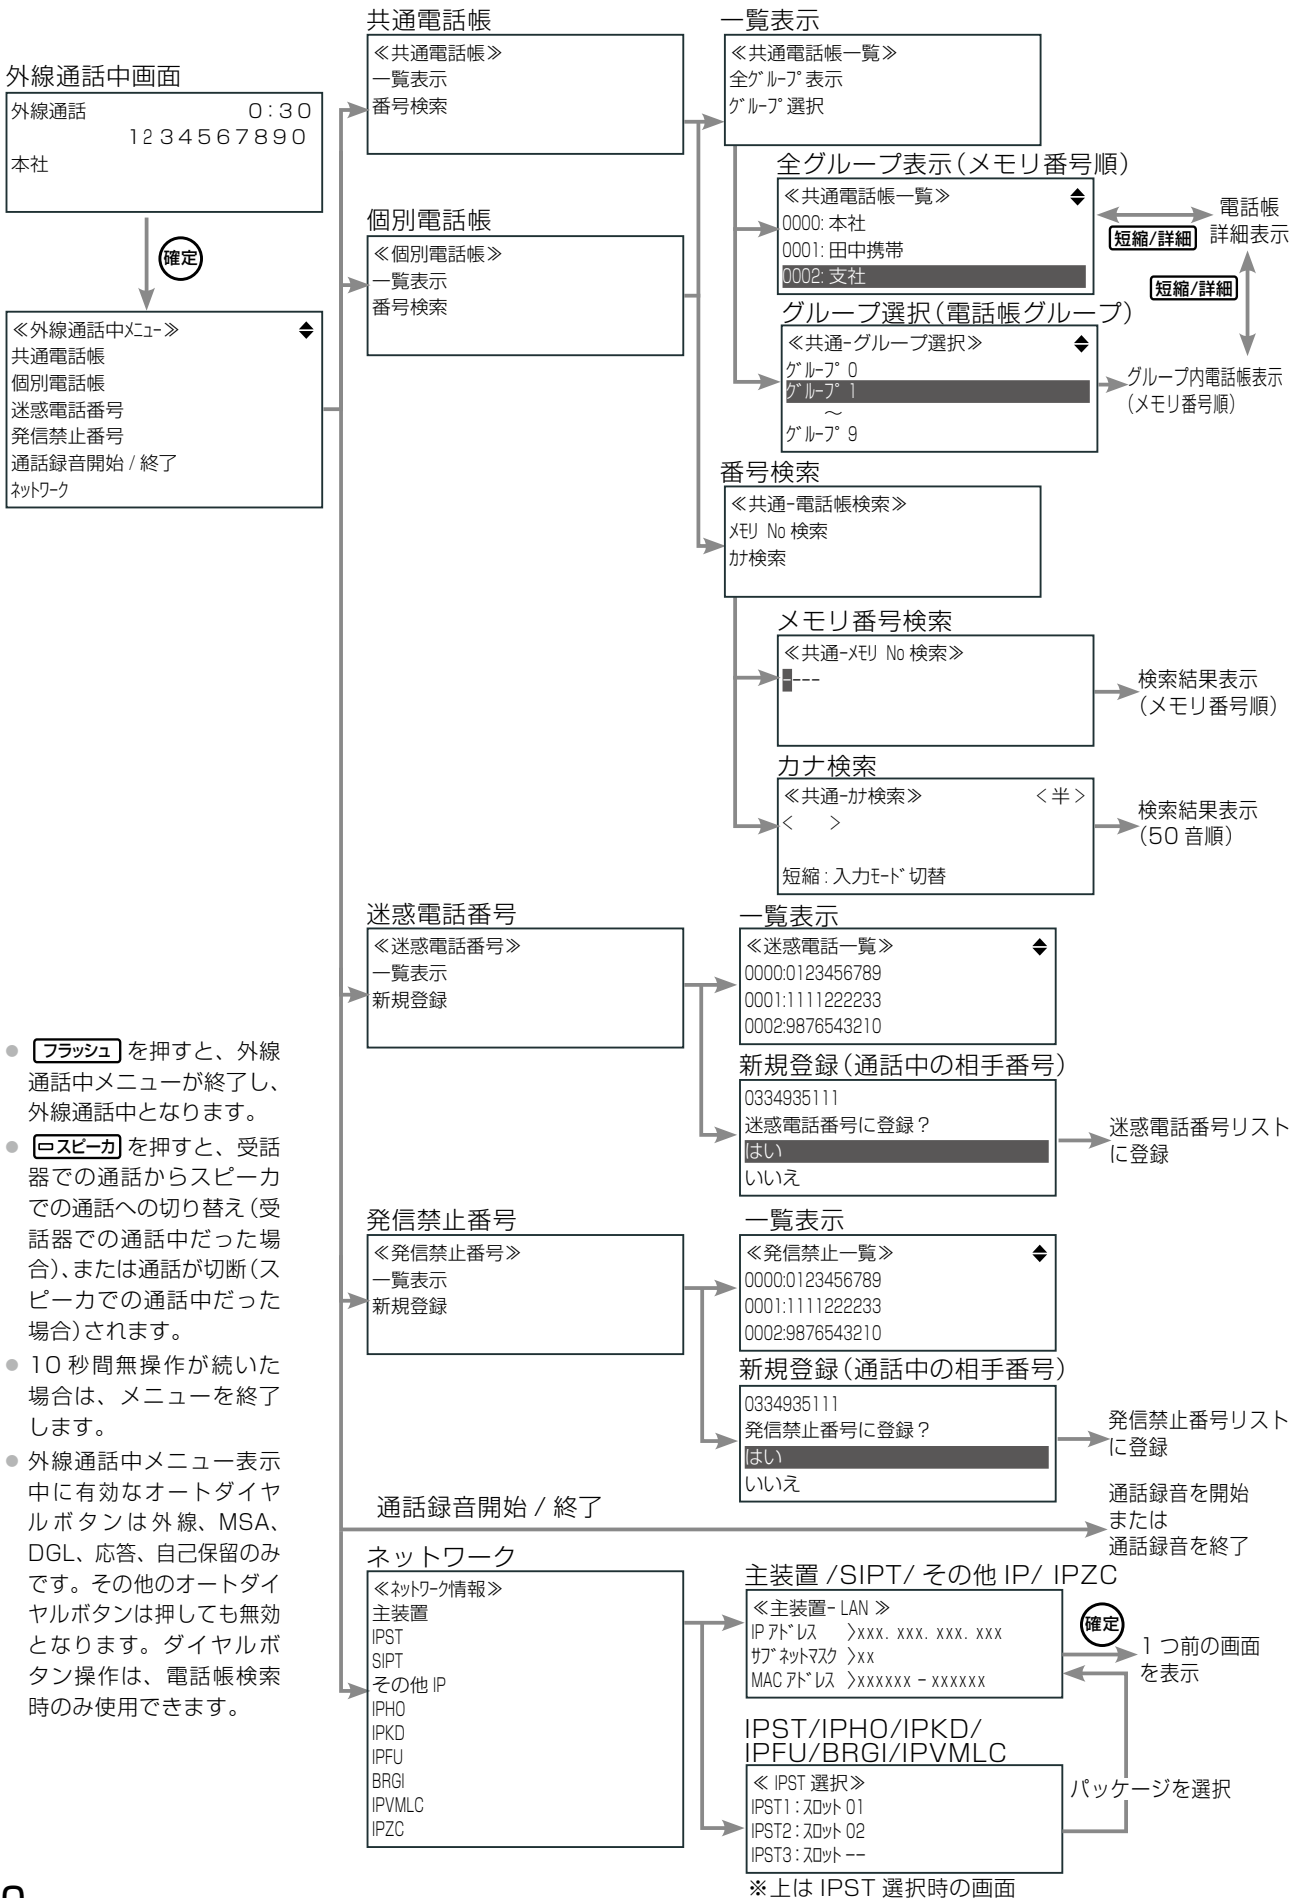 外線通話中画面
外線通話 0:30
1234567890
本社
確定
≪外線通話中ﾒﾆｭｰ≫
共通電話帳
個別電話帳
迷惑電話番号
発信禁止番号
通話録音開始 / 終了
ﾈｯﾄﾜｰｸ
共通電話帳
≪共通電話帳≫
一覧表示
番号検索
個別電話帳
≪個別電話帳≫
一覧表示
番号検索
一覧表示
≪共通電話帳一覧≫
全ｸﾞﾙｰﾌﾟ表示
ｸﾞﾙｰﾌﾟ選択
全グループ表示(メモリ番号順)
≪共通電話帳一覧≫
0000: 本社
0001: 田中携帯
0002: 支社
短縮/詳細
電話帳
詳細表示
短縮/詳細
グループ選択(電話帳グループ)
≪共通-グループ選択≫
ｸﾞﾙｰﾌﾟ 0
ｸﾞﾙｰﾌﾟ 1
～
ｸﾞﾙｰﾌﾟ 9
グループ内電話帳表示
(メモリ番号順)
番号検索
≪共通-電話帳検索≫
ﾒﾓﾘ No 検索
ｶﾅ検索
メモリ番号検索
≪共通-ﾒﾓﾘ No 検索≫
----
検索結果表示
(メモリ番号順)
カナ検索
≪共通-ｶﾅ検索≫ <半>
< >
短縮：入力ﾓｰﾄﾞ切替
検索結果表示
(50 音順)
迷惑電話番号
≪迷惑電話番号≫
一覧表示
新規登録
一覧表示
≪迷惑電話一覧≫
0000:0123456789
0001:1111222233
0002:9876543210
新規登録(通話中の相手番号)
0334935111
迷惑電話番号に登録？
はい
いいえ
迷惑電話番号リスト
に登録
発信禁止番号
≪発信禁止番号≫
一覧表示
新規登録
一覧表示
≪発信禁止一覧≫
0000:0123456789
0001:1111222233
0002:9876543210
新規登録(通話中の相手番号)
0334935111
発信禁止番号に登録？
はい
いいえ
発信禁止番号リスト
に登録
通話録音開始 / 終了
通話録音を開始
または
通話録音を終了
ネットワーク
≪ﾈｯﾄﾜｰｸ情報≫
主装置
IPST
SIPT
その他 IP
IPHO
IPKD
IPFU
BRGI
IPVMLC
IPZC
主装置 /SIPT/ その他 IP/ IPZC
≪主装置- LAN ≫
IP ｱﾄﾞﾚｽ 〉xxx. xxx. xxx. xxx
ｻﾌﾞﾈｯﾄﾏｽｸ 〉xx
MAC ｱﾄﾞﾚｽ 〉xxxxxx - xxxxxx
確定
1 つ前の画面
を表示
IPST/IPHO/IPKD/
IPFU/BRGI/IPVMLC
≪ IPST 選択≫
IPST1：ｽﾛｯﾄ 01
IPST2：ｽﾛｯﾄ 02
IPST3：ｽﾛｯﾄ --
パッケージを選択
※上は IPST 選択時の画面
● フラッシュ を押すと、外線
通話中メニューが終了し、
外線通話中となります。
● スピーカ を押すと、受話
器での通話からスピーカ
での通話への切り替え(受
話器での通話中だった場
合)、または通話が切断(ス
ピーカでの通話中だった
場合)されます。
● 10 秒間無操作が続いた
場合は、メニューを終了
します。
● 外線通話中メニュー表示
中に有効なオートダイヤ
ルボタンは外線、MSA、
DGL、応答、自己保留のみ
です。その他のオートダイ
ヤルボタンは押しても無効
となります。ダイヤルボ
タン操作は、電話帳検索
時のみ使用できます。